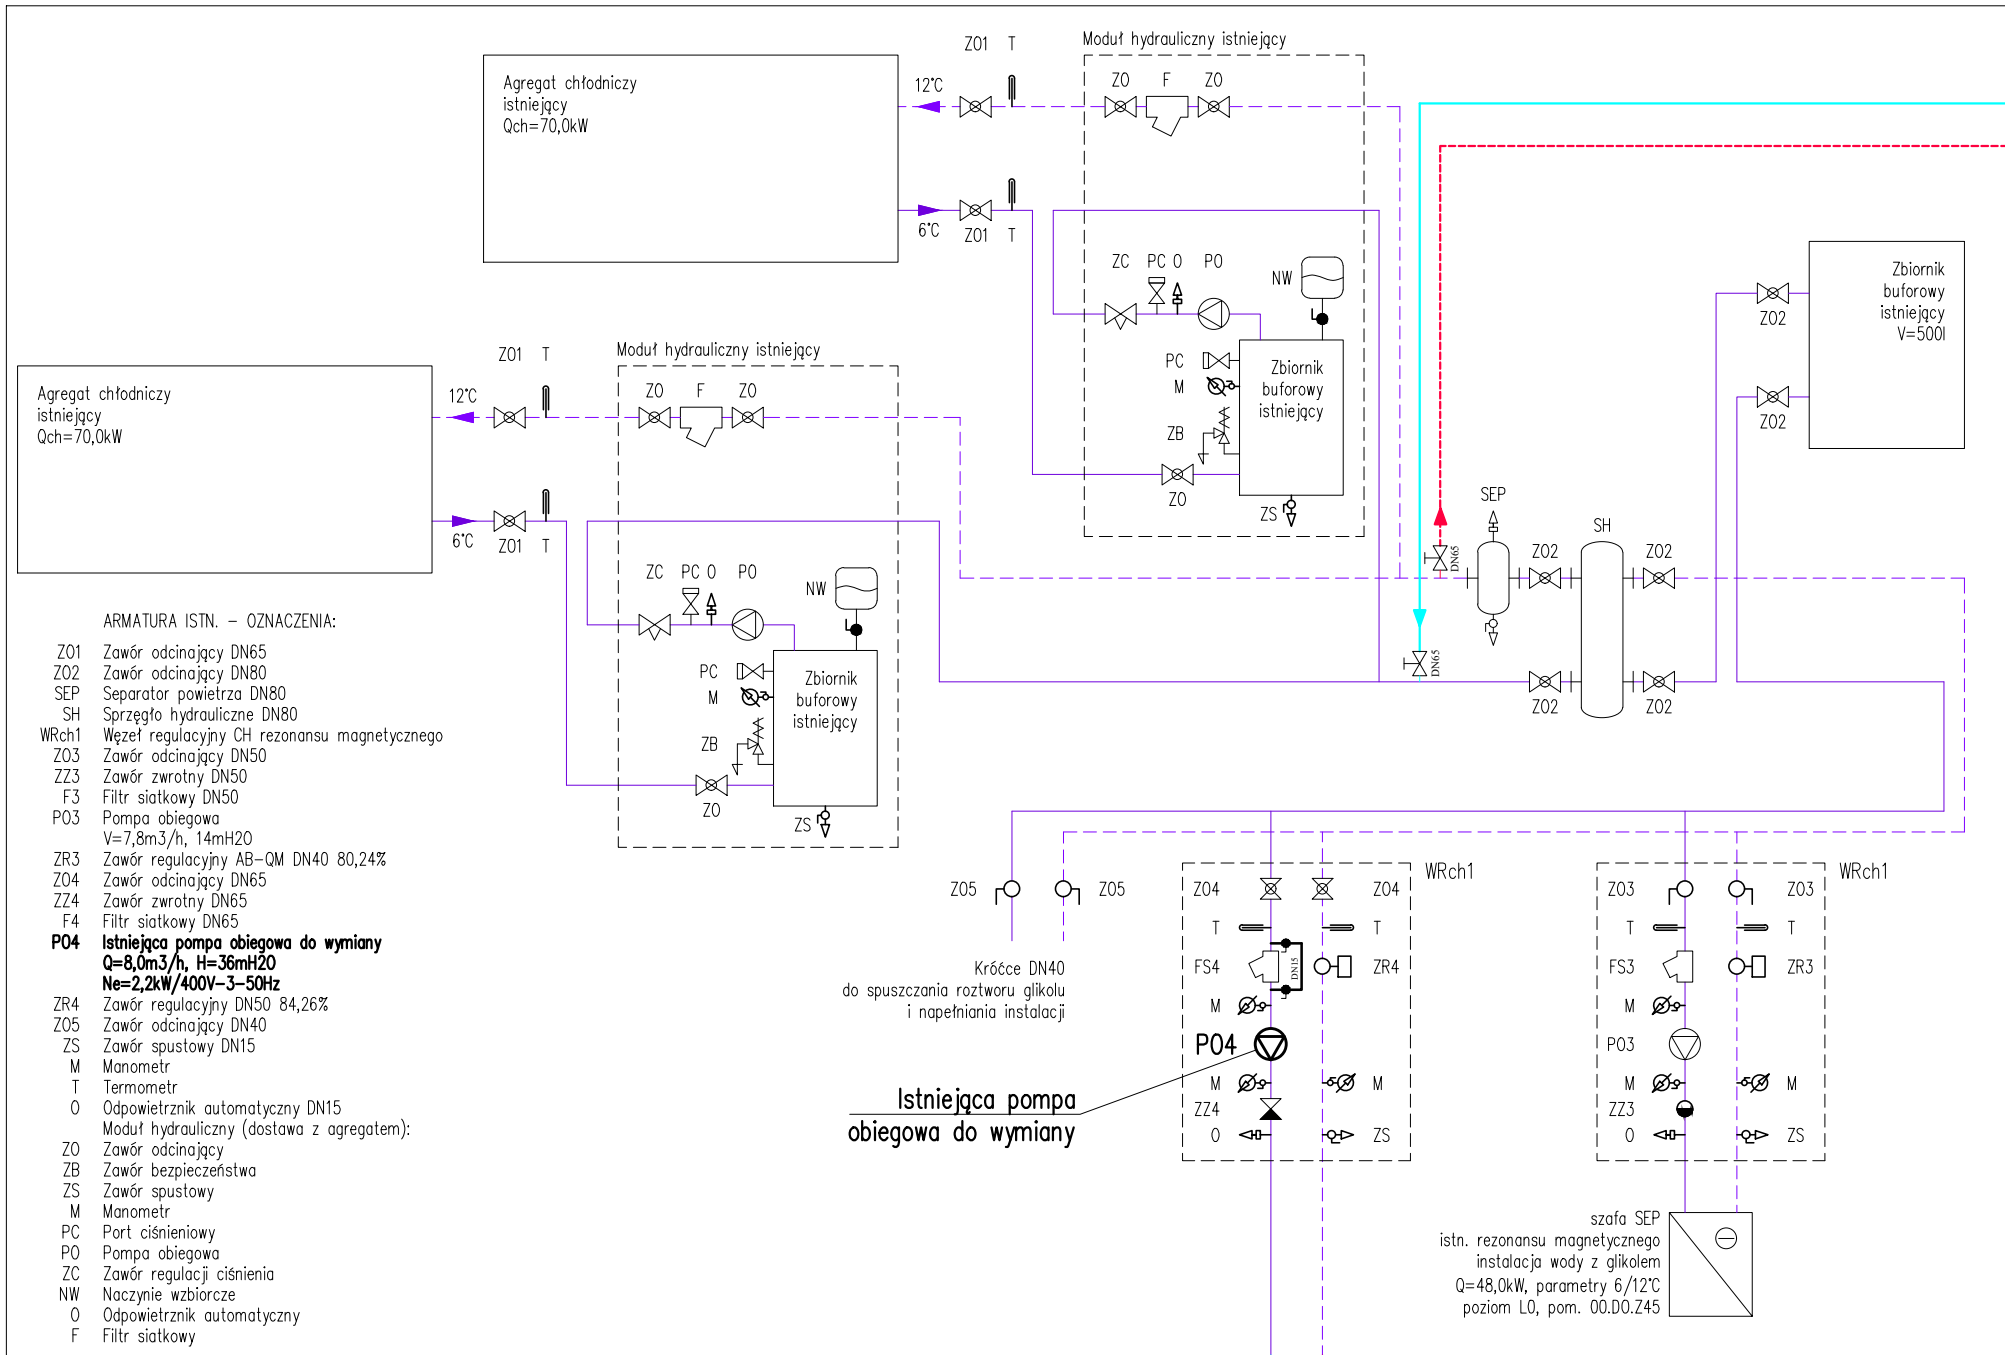 Z01 T
Moduł hydrauliczny istniejący
Agregat chłodniczy
istniejący
Qch=70,0kW
12°C
ZO F ZO
6°C
Z01 T
ZC PC O PO
NW
Zbiornik
buforowy
istniejący
V=500l
Z02
Z02
PC
M
ZB
ZO
ZS
Zbiornik
buforowy
istniejący
Z01 T
Moduł hydrauliczny istniejący
Agregat chłodniczy
istniejący
Qch=70,0kW
12°C
ZO F ZO
6°C
Z01 T
ZC PC O PO
NW
PC
M
ZB
ZO
ZS
Zbiornik
buforowy
istniejący
SEP
SH
DN65
Z02
Z02
DN65
Z02
Z02
ARMATURA ISTN. – OZNACZENIA:
Z01 Zawór odcinający DN65
Z02 Zawór odcinający DN80
SEP Separator powietrza DN80
SH Sprzęgło hydrauliczne DN80
WRch1 Węzeł regulacyjny CH rezonansu magnetycznego
Z03 Zawór odcinający DN50
ZZ3 Zawór zwrotny DN50
F3 Filtr siatkowy DN50
P03 Pompa obiegowa
V=7,8m3/h, 14mH2O
ZR3 Zawór regulacyjny AB–QM DN40 80,24%
Z04 Zawór odcinający DN65
ZZ4 Zawór zwrotny DN65
F4 Filtr siatkowy DN65
P04 Istniejąca pompa obiegowa do wymiany
Q=8,0m3/h, H=36mH2O
Ne=2,2kW/400V–3–50Hz
ZR4 Zawór regulacyjny DN50 84,26%
Z05 Zawór odcinający DN40
ZS Zawór spustowy DN15
M Manometr
T Termometr
O Odpowietrznik automatyczny DN15
Moduł hydrauliczny (dostawa z agregatem):
ZO Zawór odcinający
ZB Zawór bezpieczeństwa
ZS Zawór spustowy
M Manometr
PC Port ciśnieniowy
PO Pompa obiegowa
ZC Zawór regulacji ciśnienia
NW Naczynie wzbiorcze
O Odpowietrznik automatyczny
F Filtr siatkowy
Z05 Z05
Króćce DN40
do spuszczania roztworu glikolu
i napełniania instalacji
WRch1
Z04 Z04
T T
FS4 DN15 ZR4
M
P04
M M
ZZ4
O ZS
Istniejąca pompa
obiegowa do wymiany
WRch1
Z03 Z03
T T
FS3 ZR3
M
P03
M M
ZZ3
O ZS
szafa SEP
istn. rezonansu magnetycznego
instalacja wody z glikolem
Q=48,0kW, parametry 6/12°C
poziom L0, pom. 00.D0.Z45